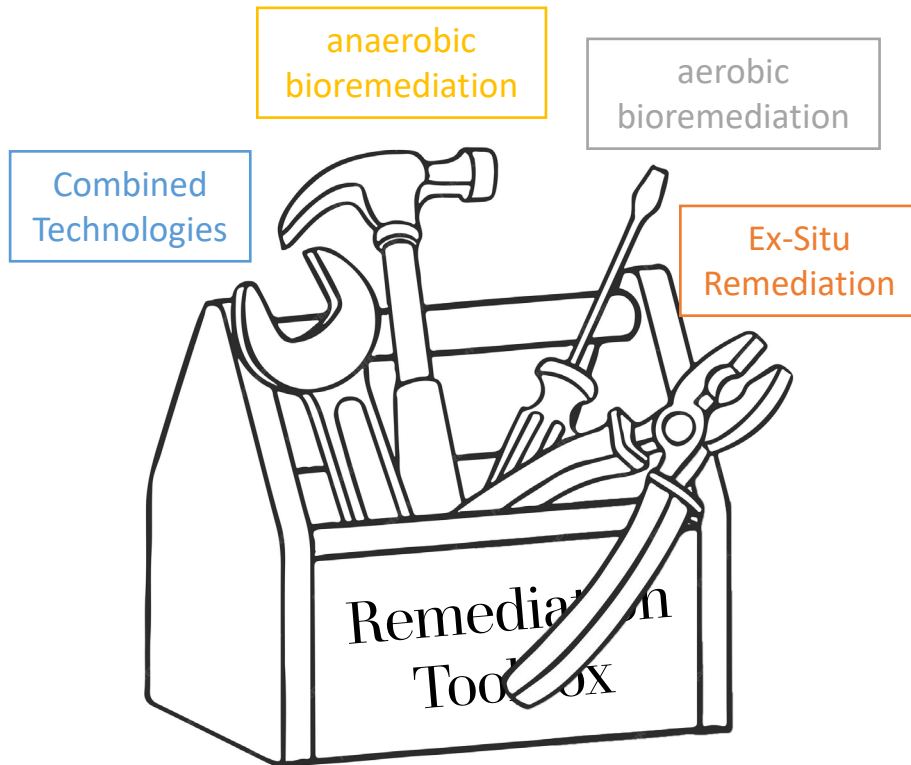 anaerobic
bioremediation
aerobic
bioremediation
Combined
Technologies
Ex-Situ
Remediation
Remediation
Toolbox